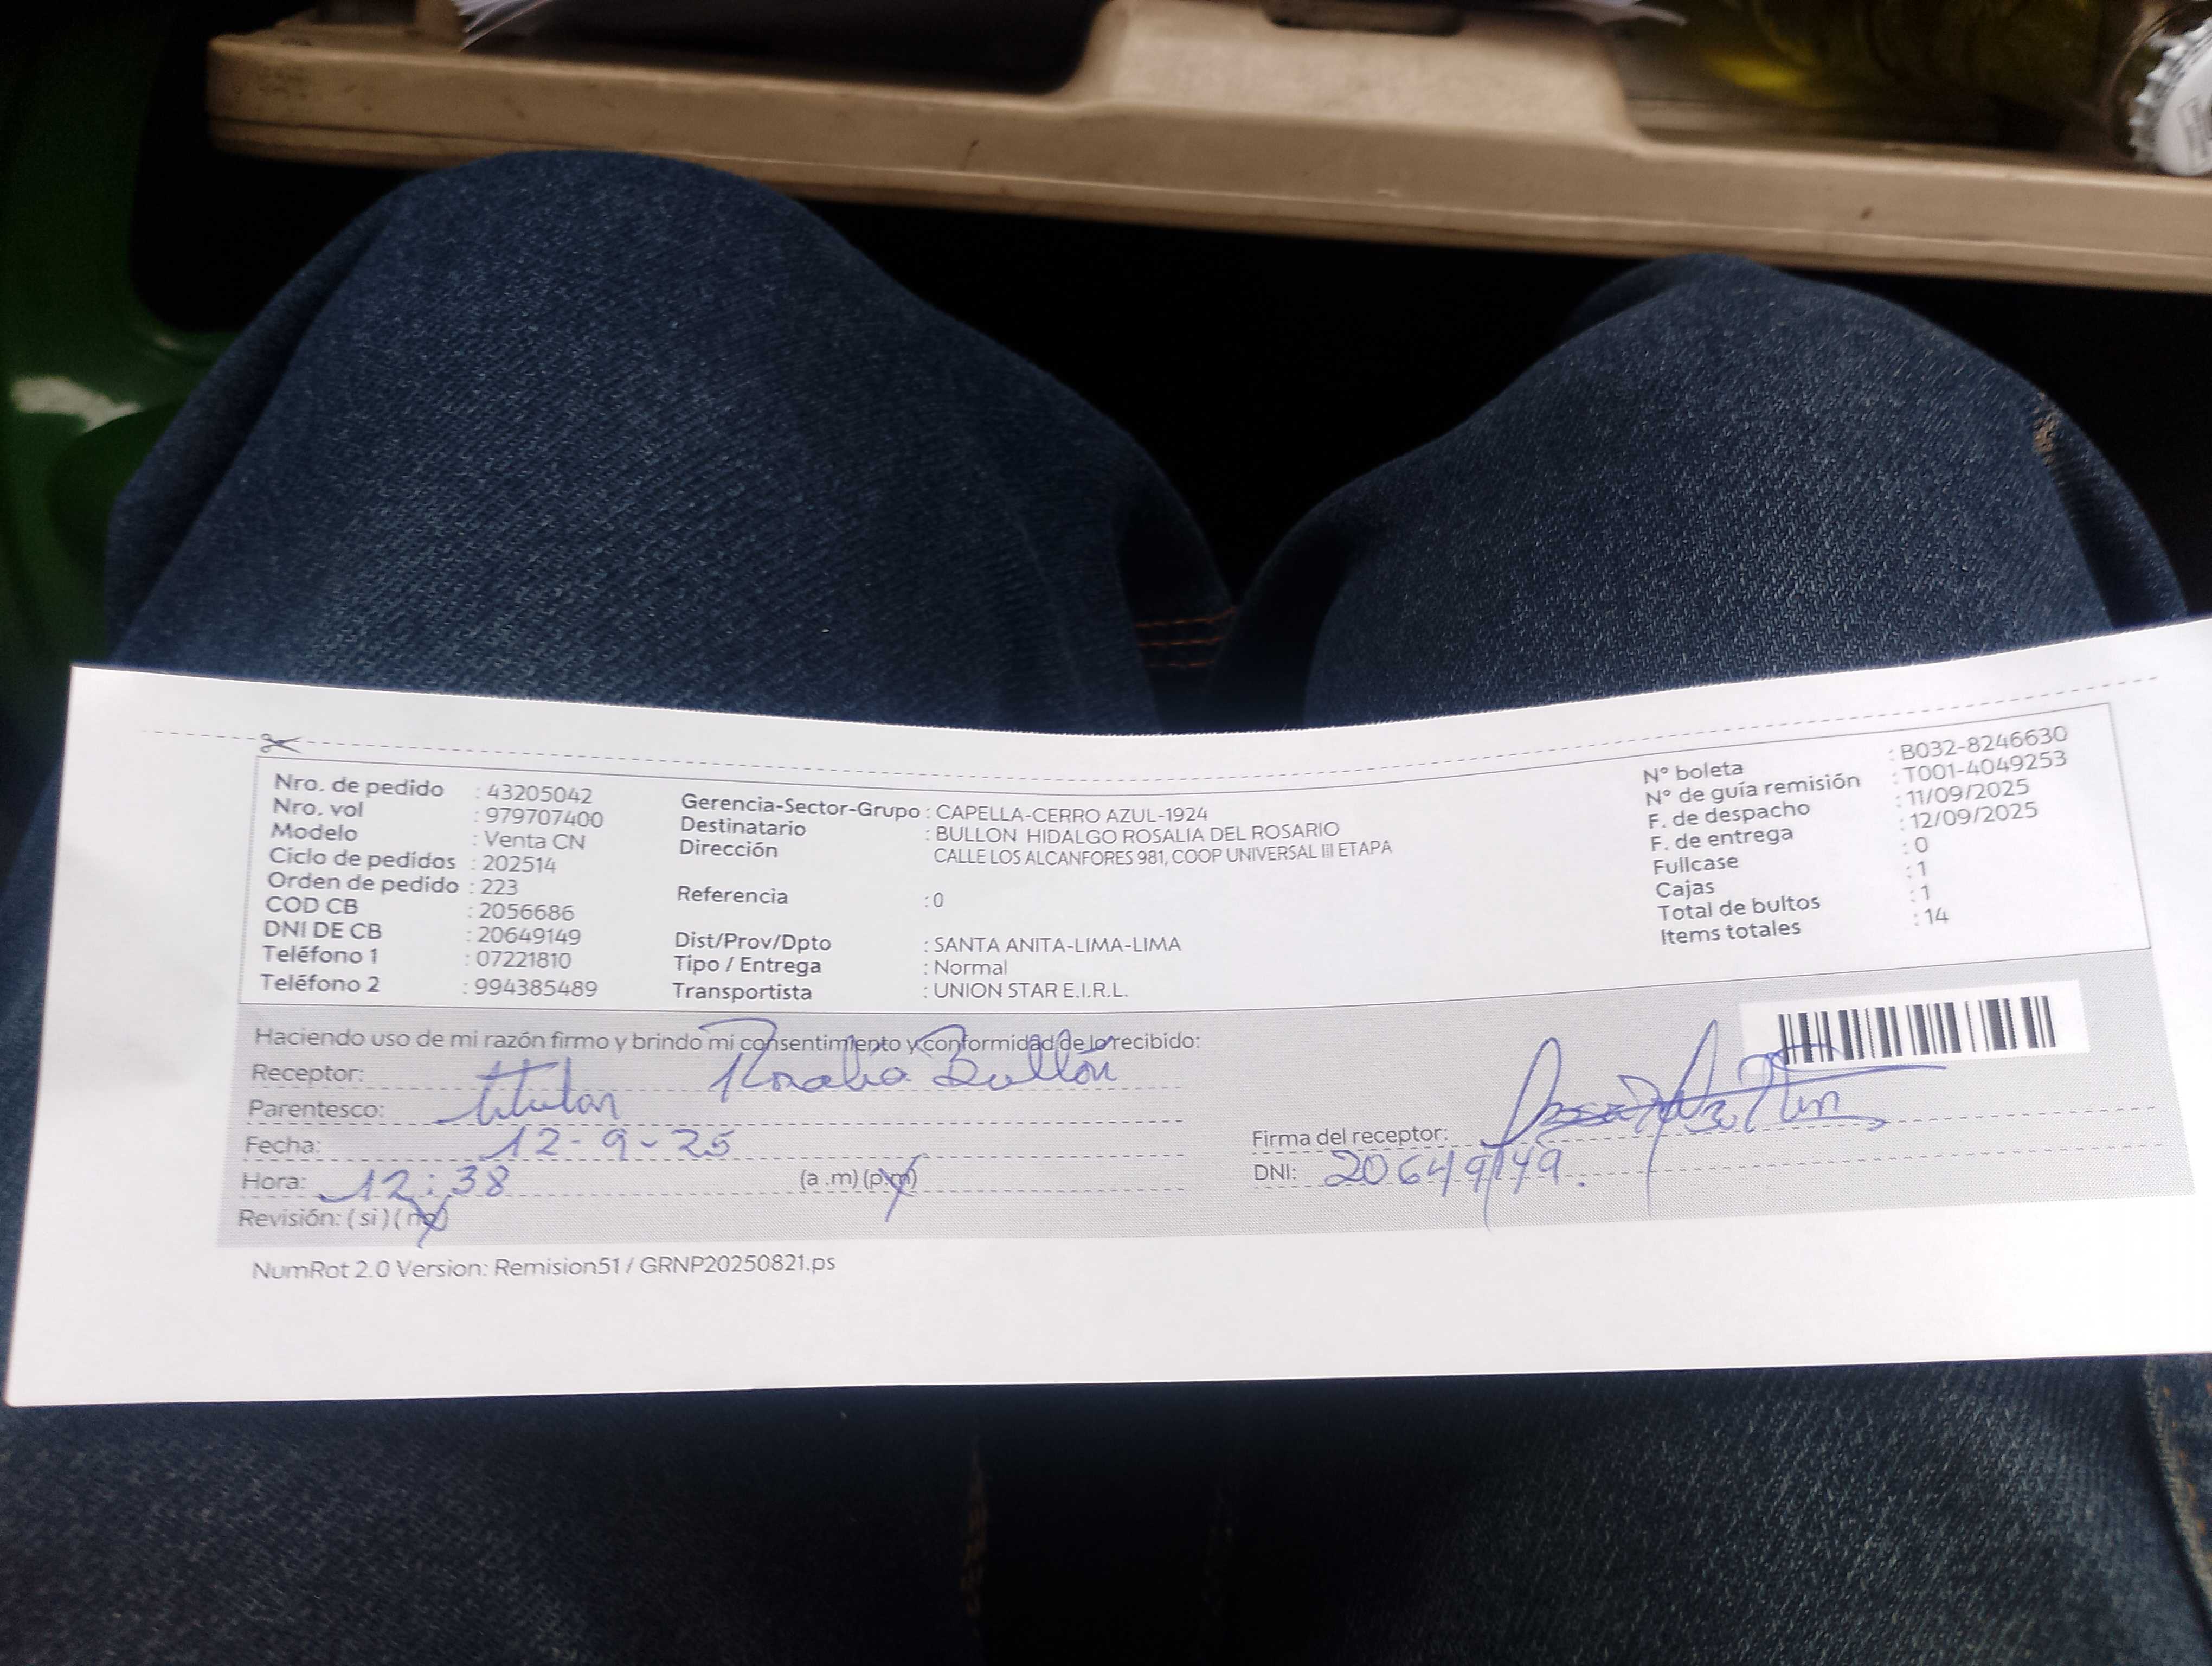 Nro. de pedido : 43205042
Nro. vol : 979707400
Modelo : Venta CN
Ciclo de pedidos : 202514
Orden de pedido : 223
COD CB : 2056686
DNI DE CB : 20649149
Teléfono 1 : 07221810
Teléfono 2 : 994385489
Gerencia-Sector-Grupo : CAPELLA-CERRO AZUL-1924
Destinatario : BULLON HIDALGO ROSALIA DEL ROSARIO
Dirección CALLE LOS ALCANFORES 981, COOP UNIVERSAL III ETAPA
Referencia : 0
Dist/Prov/Dpto : SANTA ANITA-LIMA-LIMA
Tipo / Entrega : Normal
Transportista : UNION STAR E.I.R.L.
N° boleta : B032-8246630
N° de guía remisión : T001-4049253
F. de despacho : 11/09/2025
F. de entrega : 12/09/2025
Fullcase : 0
Cajas : 1
Total de bultos : 1
Items totales : 14
Haciendo uso de mi razón firmo y brindo mi consentimiento y conformidad de lo recibido:
Receptor: Rosalia Bullón
Parentesco: titular
Fecha: 12-9-25
Hora: 12:38 (a .m) (p.m)
Revisión: ( si ) ( no )
Firma del receptor:
DNI: 20649149.
NumRot 2.0 Version: Remision51 / GRNP20250821.ps